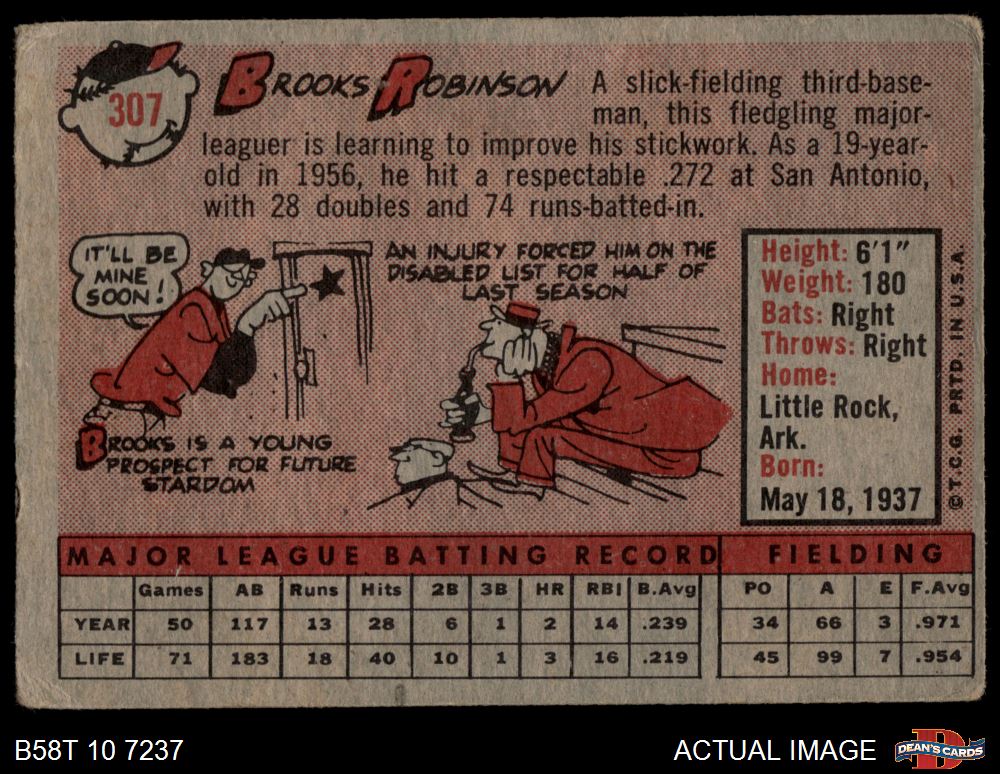 307
BROOKS ROBINSON
A slick-fielding third-base-
man, this fledgling major-
leaguer is learning to improve his stickwork. As a 19-year-
old in 1956, he hit a respectable .272 at San Antonio,
with 28 doubles and 74 runs-batted-in.
IT'LL BE
MINE
SOON!
BROOKS IS A YOUNG
PROSPECT FOR FUTURE
STARDOM
AN INJURY FORCED HIM ON THE
DISABLED LIST FOR HALF OF
LAST SEASON
Height: 6'1"
Weight: 180
Bats: Right
Throws: Right
Home:
Little Rock,
Ark.
Born:
May 18, 1937
© T.C.G. PRTD. IN U.S.A.
MAJOR LEAGUE BATTING RECORD FIELDING
Games AB Runs Hits 2B 3B HR RBI B.Avg PO A E F.Avg
YEAR 50 117 13 28 6 1 2 14 .239 34 66 3 .971
LIFE 71 183 18 40 10 1 3 16 .219 45 99 7 .954
B58T 10 7237
ACTUAL IMAGE
D
DEAN'S CARDS